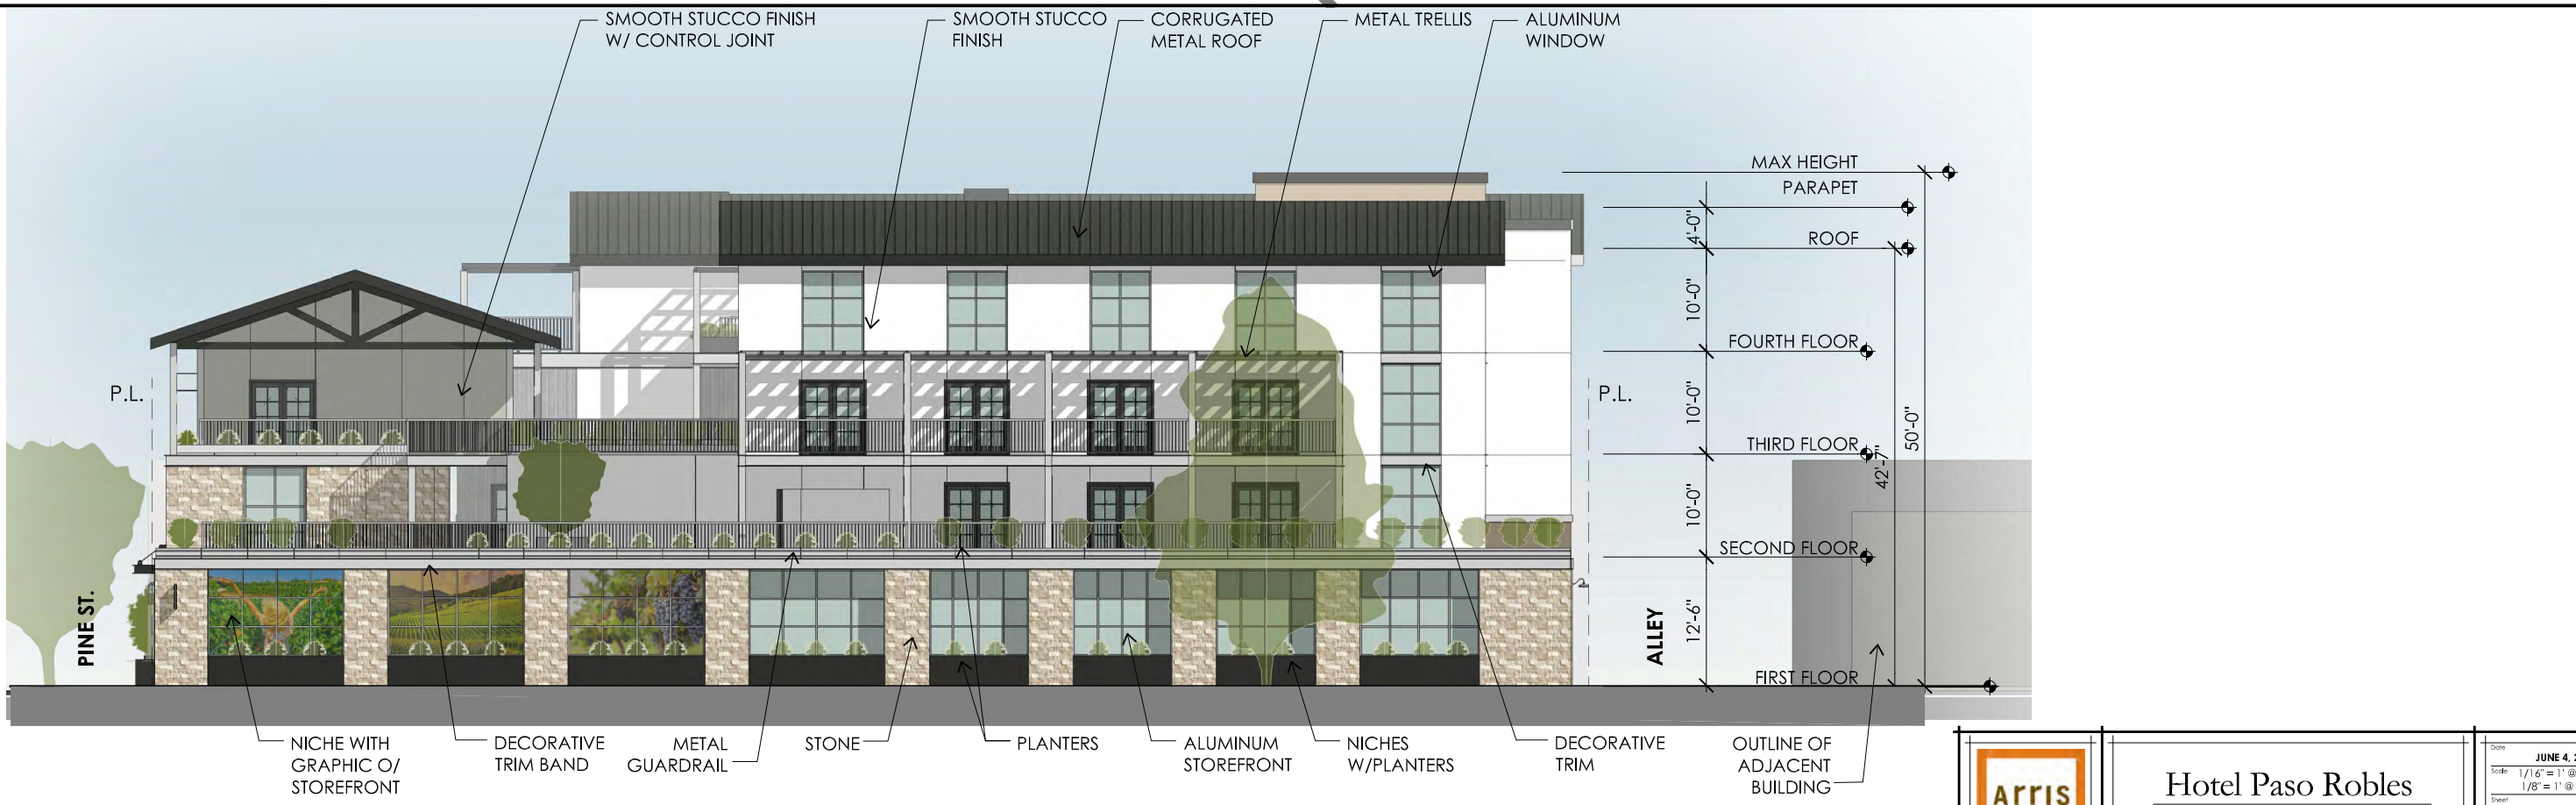 SMOOTH STUCCO FINISH
W/ CONTROL JOINT
SMOOTH STUCCO
FINISH
CORRUGATED
METAL ROOF
METAL TRELLIS
ALUMINUM
WINDOW
MAX HEIGHT
PARAPET
4'-0"
ROOF
10'-0"
FOURTH FLOOR
10'-0"
THIRD FLOOR
10'-0"
SECOND FLOOR
12'-6"
FIRST FLOOR
42'-7"
50'-0"
P.L.
P.L.
PINE ST.
ALLEY
NICHE WITH
GRAPHIC O/
STOREFRONT
DECORATIVE
TRIM BAND
METAL
GUARDRAIL
STONE
PLANTERS
ALUMINUM
STOREFRONT
NICHES
W/PLANTERS
DECORATIVE
TRIM
OUTLINE OF
ADJACENT
BUILDING
Arris
Hotel Paso Robles
Date
JUNE 4, 2
Scale
1/16" = 1' @
1/8" = 1' @
Sheet